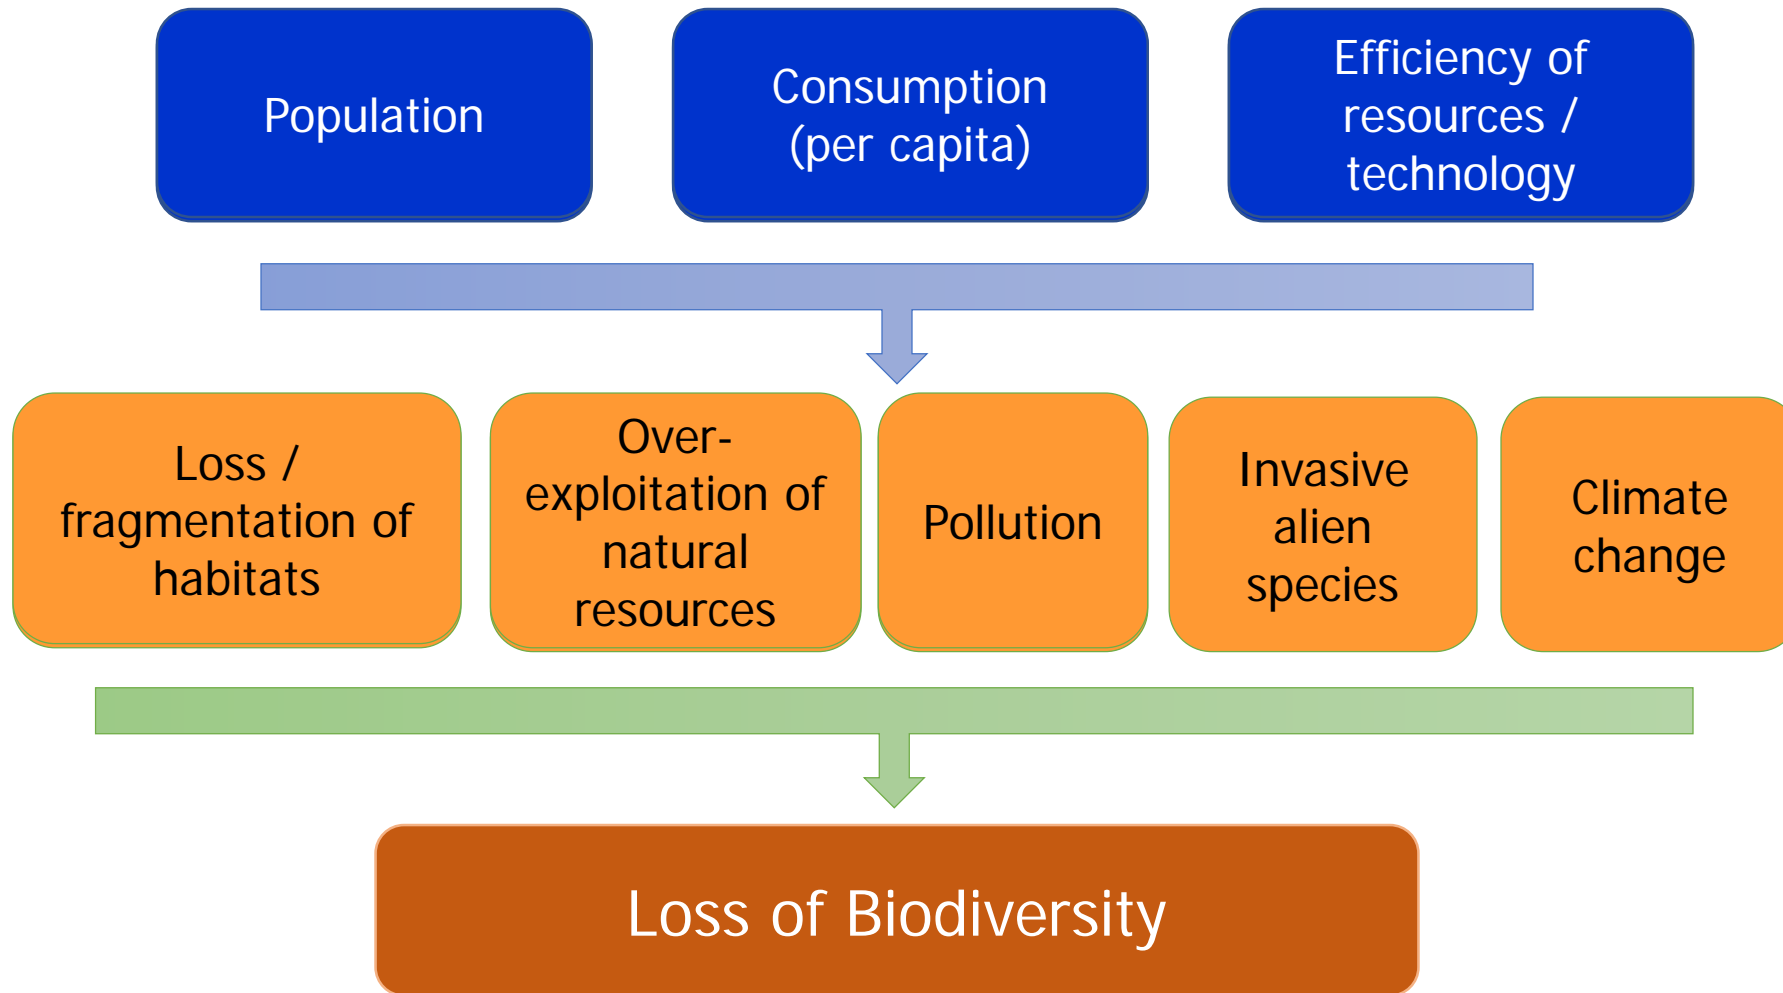 Population
Consumption
(per capita)
Efficiency of
resources /
technology
Loss /
fragmentation of
habitats
Over-
exploitation of
natural
resources
Pollution
Invasive
alien
species
Climate
change
Loss of Biodiversity